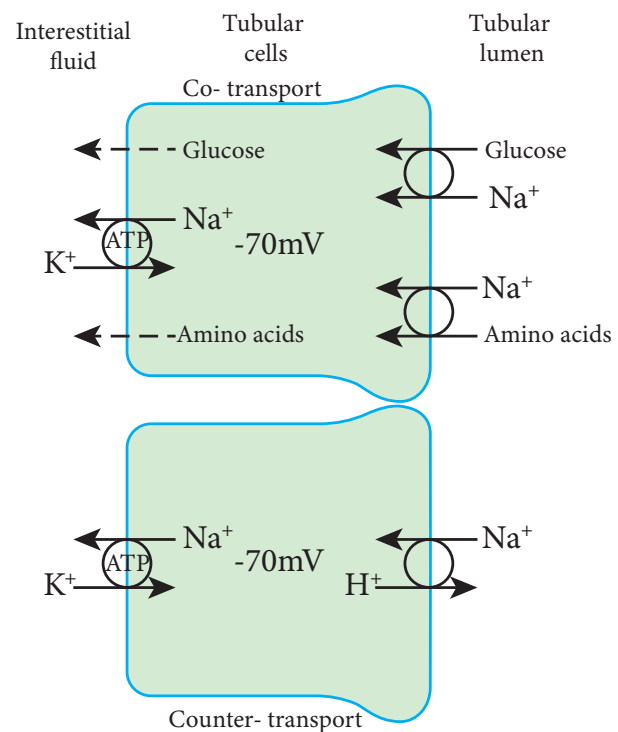 Interestitial
fluid
Tubular
cells
Tubular
lumen
Co- transport
Glucose
Glucose
Na⁺
Na⁺
ATP
-70mV
K⁺
Na⁺
Amino acids
Amino acids
Na⁺
Na⁺
ATP
-70mV
K⁺
H⁺
Counter- transport